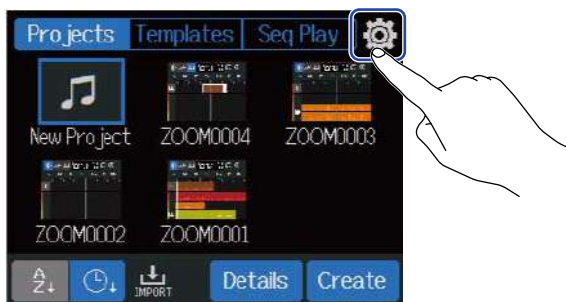 Projects Templates Seq Play
New Project ZOOM0004 ZOOM0003
ZOOM0002 ZOOM0001
A Z↓ ↓ IMPORT Details Create